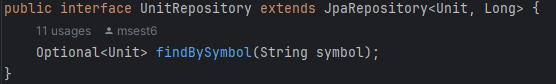 public interface UnitRepository extends JpaRepository<Unit, Long> {
11 usages msest6
Optional<Unit> findBySymbol(String symbol);
}